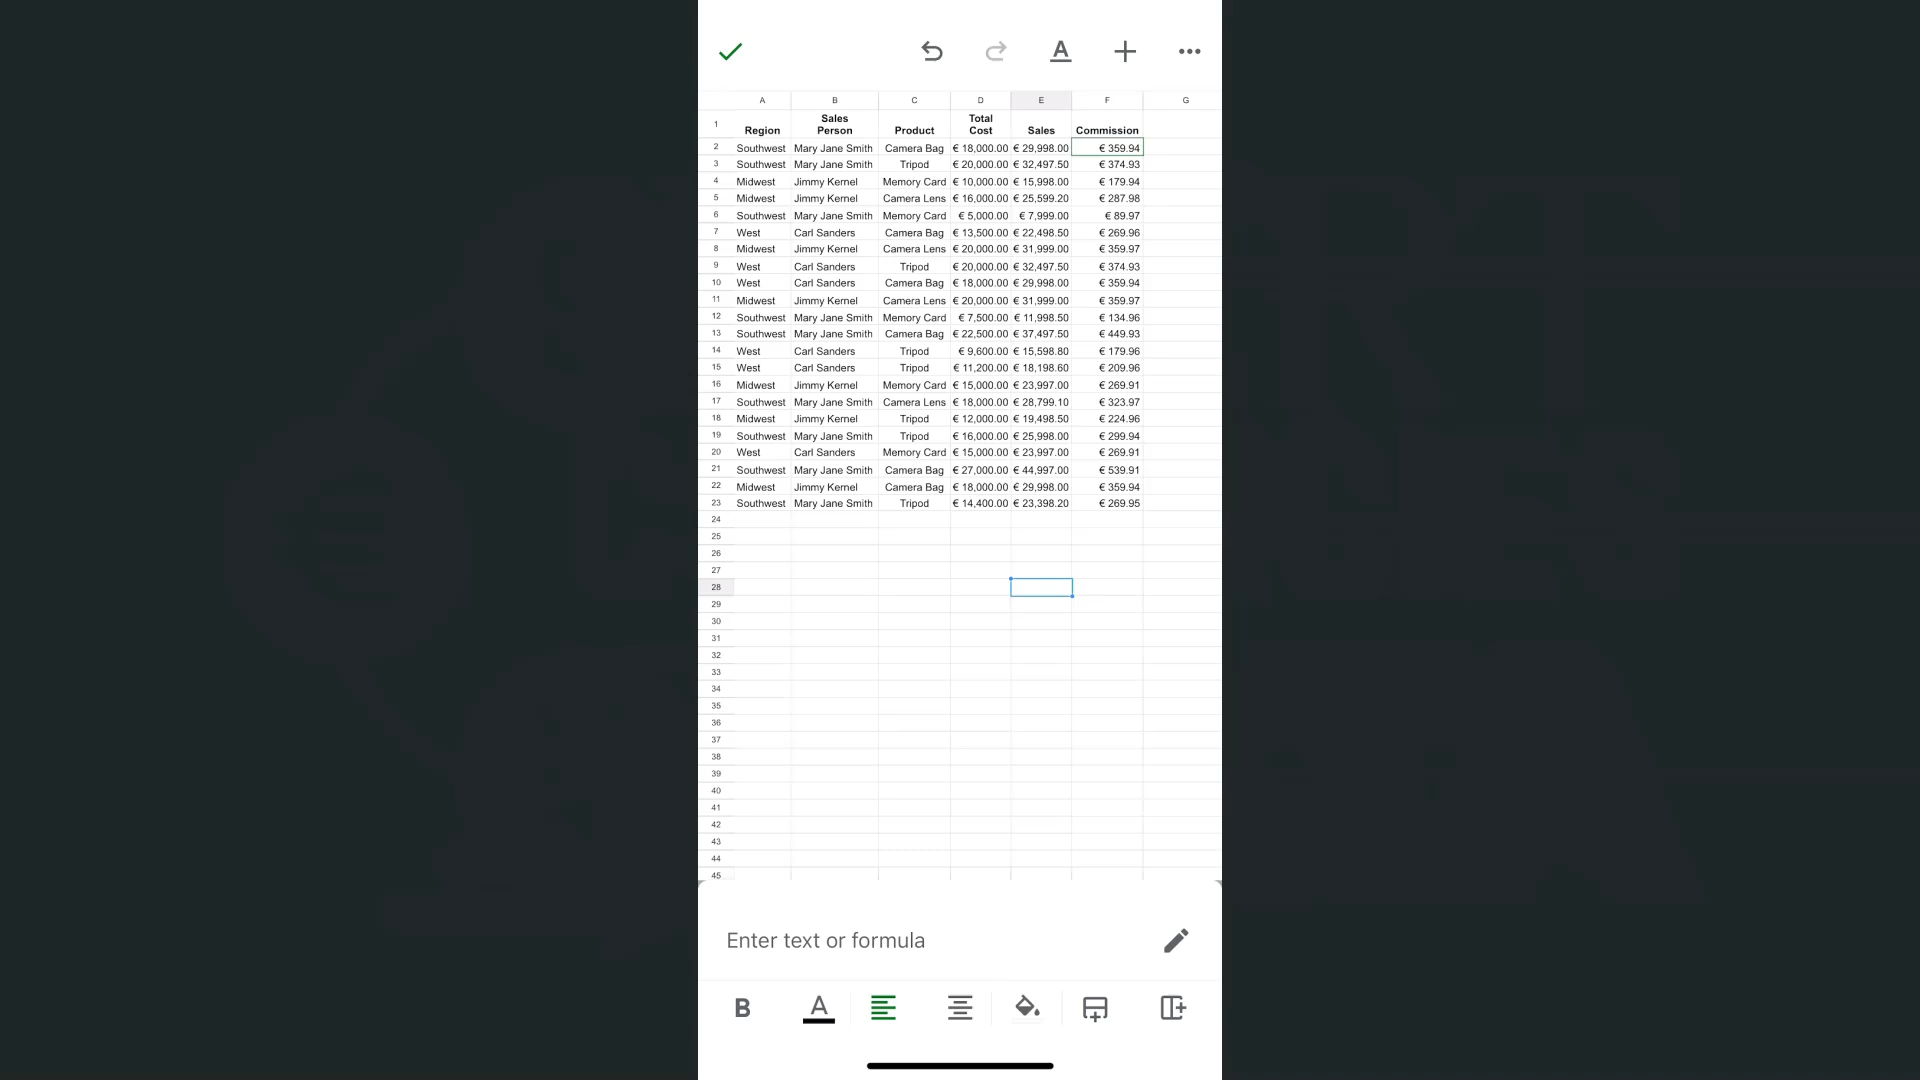 A B C D E F G
1 Region Sales Person Product Total Cost Sales Commission
2 Southwest Mary Jane Smith Camera Bag € 18,000.00 € 29,998.00 € 359.94
3 Southwest Mary Jane Smith Tripod € 20,000.00 € 32,497.50 € 374.93
4 Midwest Jimmy Kernel Memory Card € 10,000.00 € 15,998.00 € 179.94
5 Midwest Jimmy Kernel Camera Lens € 16,000.00 € 25,599.20 € 287.98
6 Southwest Mary Jane Smith Memory Card € 5,000.00 € 7,999.00 € 89.97
7 West Carl Sanders Camera Bag € 13,500.00 € 22,498.50 € 269.96
8 Midwest Jimmy Kernel Camera Lens € 20,000.00 € 31,999.00 € 359.97
9 West Carl Sanders Tripod € 20,000.00 € 32,497.50 € 374.93
10 West Carl Sanders Camera Bag € 18,000.00 € 29,998.00 € 359.94
11 Midwest Jimmy Kernel Camera Lens € 20,000.00 € 31,999.00 € 359.97
12 Southwest Mary Jane Smith Memory Card € 7,500.00 € 11,998.50 € 134.96
13 Southwest Mary Jane Smith Camera Bag € 22,500.00 € 37,497.50 € 449.93
14 West Carl Sanders Tripod € 9,600.00 € 15,598.80 € 179.96
15 West Carl Sanders Tripod € 11,200.00 € 18,198.60 € 209.96
16 Midwest Jimmy Kernel Memory Card € 15,000.00 € 23,997.00 € 269.91
17 Southwest Mary Jane Smith Camera Lens € 18,000.00 € 28,799.10 € 323.97
18 Midwest Jimmy Kernel Tripod € 12,000.00 € 19,498.50 € 224.96
19 Southwest Mary Jane Smith Tripod € 16,000.00 € 25,998.00 € 299.94
20 West Carl Sanders Memory Card € 15,000.00 € 23,997.00 € 269.91
21 Southwest Mary Jane Smith Camera Bag € 27,000.00 € 44,997.00 € 539.91
22 Midwest Jimmy Kernel Camera Bag € 18,000.00 € 29,998.00 € 359.94
23 Southwest Mary Jane Smith Tripod € 14,400.00 € 23,398.20 € 269.95
24
25
26
27
28
29
30
31
32
33
34
35
36
37
38
39
40
41
42
43
44
45
Enter text or formula
B A